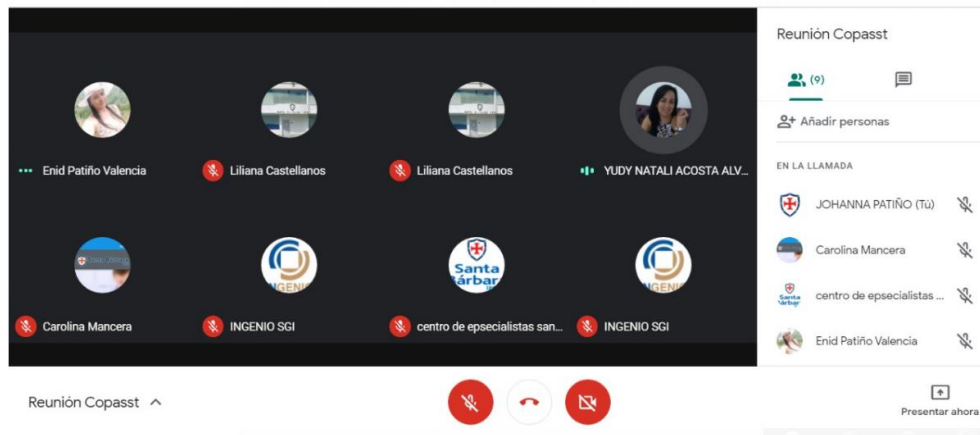 Enid Patiño Valencia
Liliana Castellanos
Liliana Castellanos
YUDY NATALI ACOSTA ALV...
Carolina Mancera
INGENIO SGI
Santa
centro de epsecialistas san...
INGENIO SGI
Reunión Copasst
(9)
Añadir personas
EN LA LLAMADA
JOHANNA PATIÑO (Tú)
Carolina Mancera
Santa
centro de epsecialistas ...
Enid Patiño Valencia
Reunión Copasst
Presentar ahora